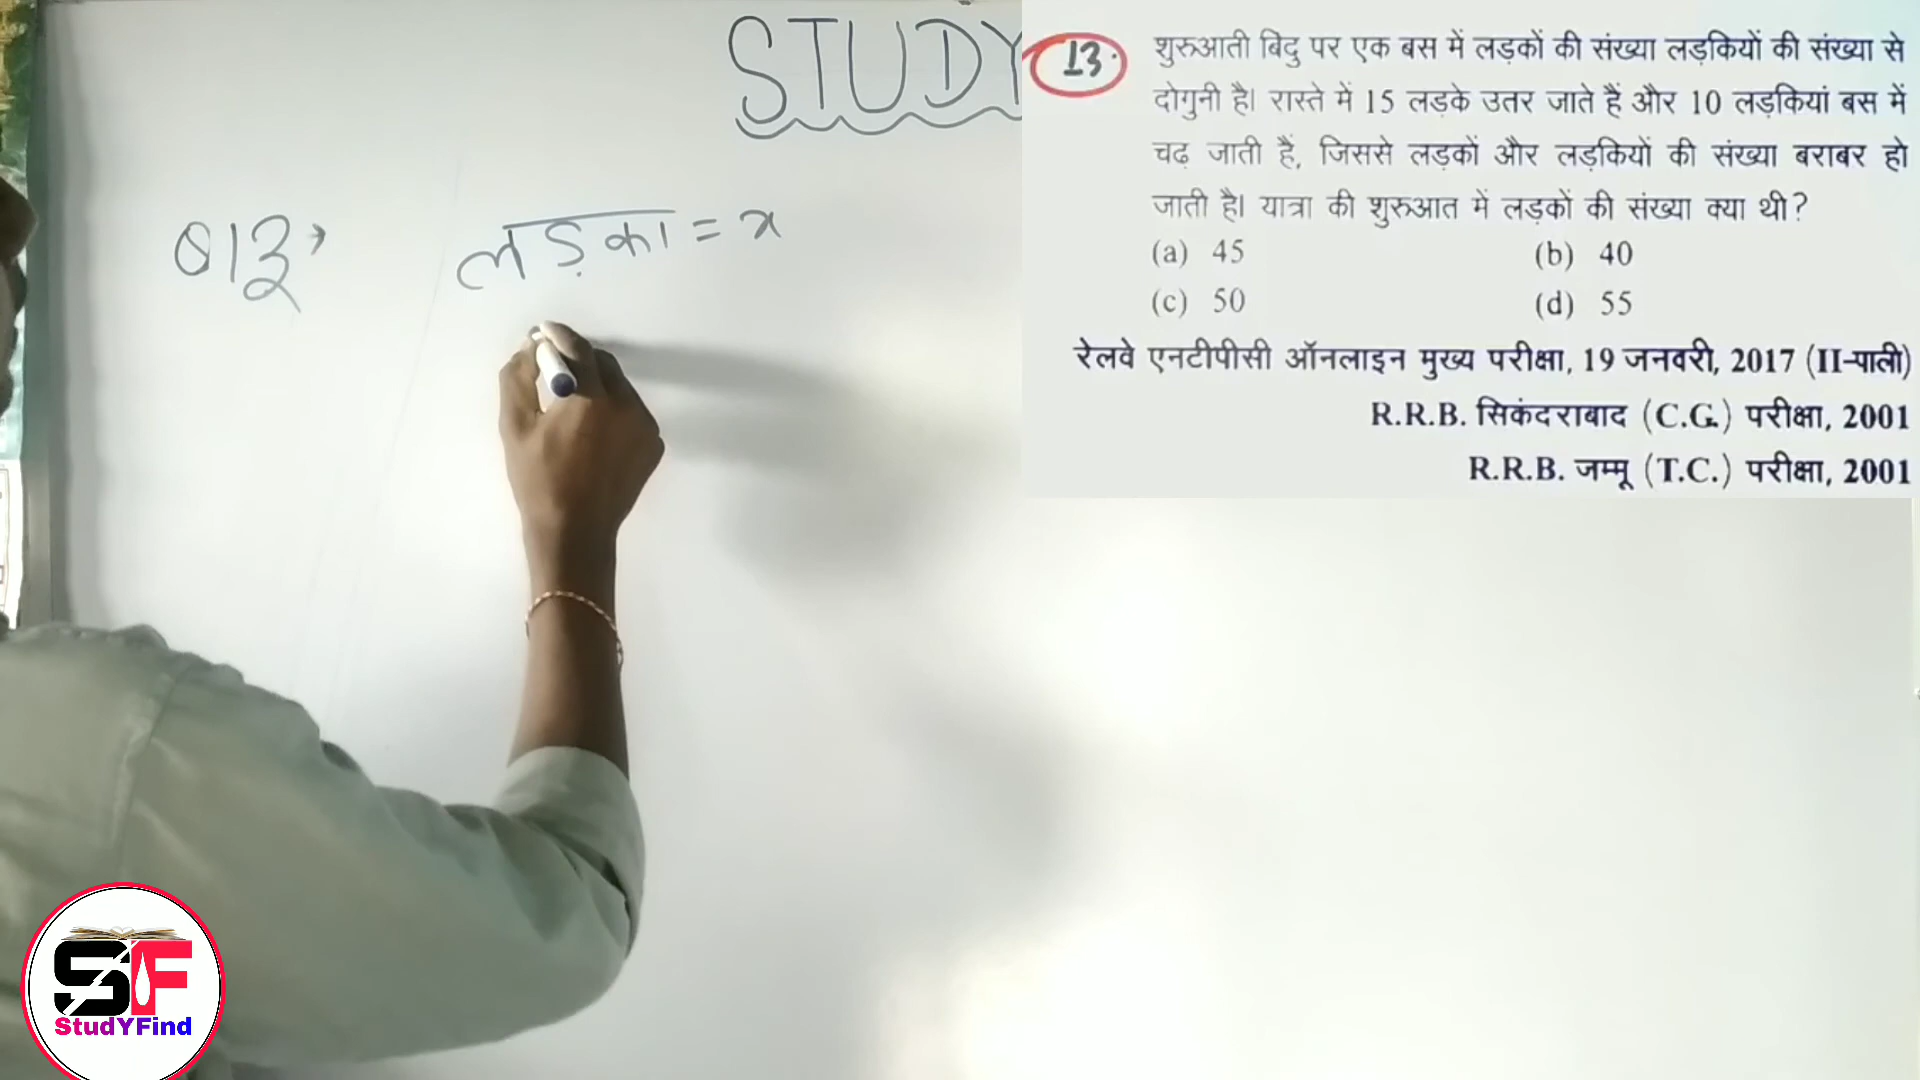 STUDY
लड़का = x
13.
शुरुआती बिंदु पर एक बस में लड़कों की संख्या लड़कियों की संख्या से
दोगुनी है। रास्ते में 15 लड़के उतर जाते हैं और 10 लड़कियां बस में
चढ़ जाती हैं, जिससे लड़कों और लड़कियों की संख्या बराबर हो
जाती है। यात्रा की शुरुआत में लड़कों की संख्या क्या थी?
(a) 45 (b) 40
(c) 50 (d) 55
रेलवे एनटीपीसी ऑनलाइन मुख्य परीक्षा, 19 जनवरी, 2017 (II-पाली)
R.R.B. सिकंदराबाद (C.G.) परीक्षा, 2001
R.R.B. जम्मू (T.C.) परीक्षा, 2001
SF
StudYFind